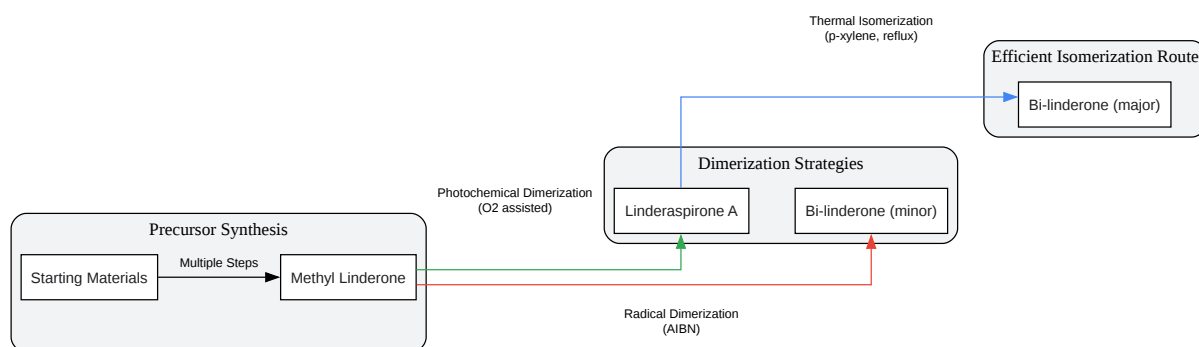 Thermal Isomerization
(p-xylene, reflux)
Efficient Isomerization Route
Bi-linderone (major)
Dimerization Strategies
Photochemical Dimerization
(O2 assisted)
Linderaspirone A
Bi-linderone (minor)
Precursor Synthesis
Multiple Steps
Starting Materials
Methyl Linderone
Radical Dimerization
(AIBN)